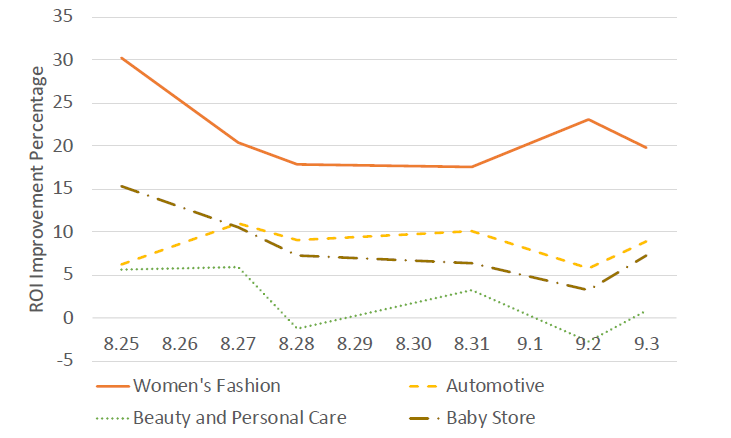 35
30
25
20
15
10
5
0
-5
ROI Improvement Percentage
8.25 8.26 8.27 8.28 8.29 8.30 8.31 9.1 9.2 9.3
Women's Fashion Automotive
Beauty and Personal Care Baby Store